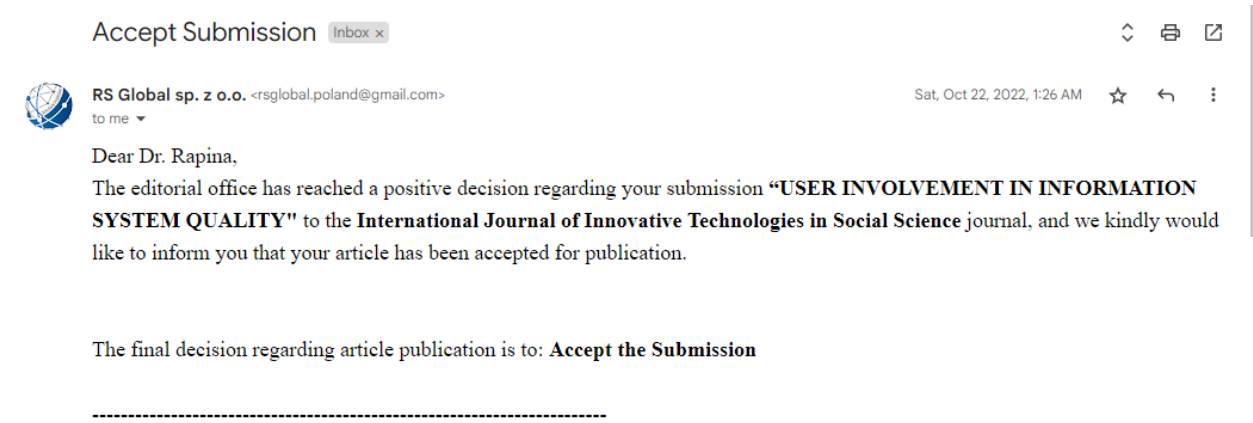 Accept Submission Inbox ×
RS Global sp. z o.o. <rsglobal.poland@gmail.com> Sat, Oct 22, 2022, 1:26 AM
to me
Dear Dr. Rapina,
The editorial office has reached a positive decision regarding your submission “USER INVOLVEMENT IN INFORMATION
SYSTEM QUALITY" to the International Journal of Innovative Technologies in Social Science journal, and we kindly would
like to inform you that your article has been accepted for publication.
The final decision regarding article publication is to: Accept the Submission
------------------------------------------------------------------------